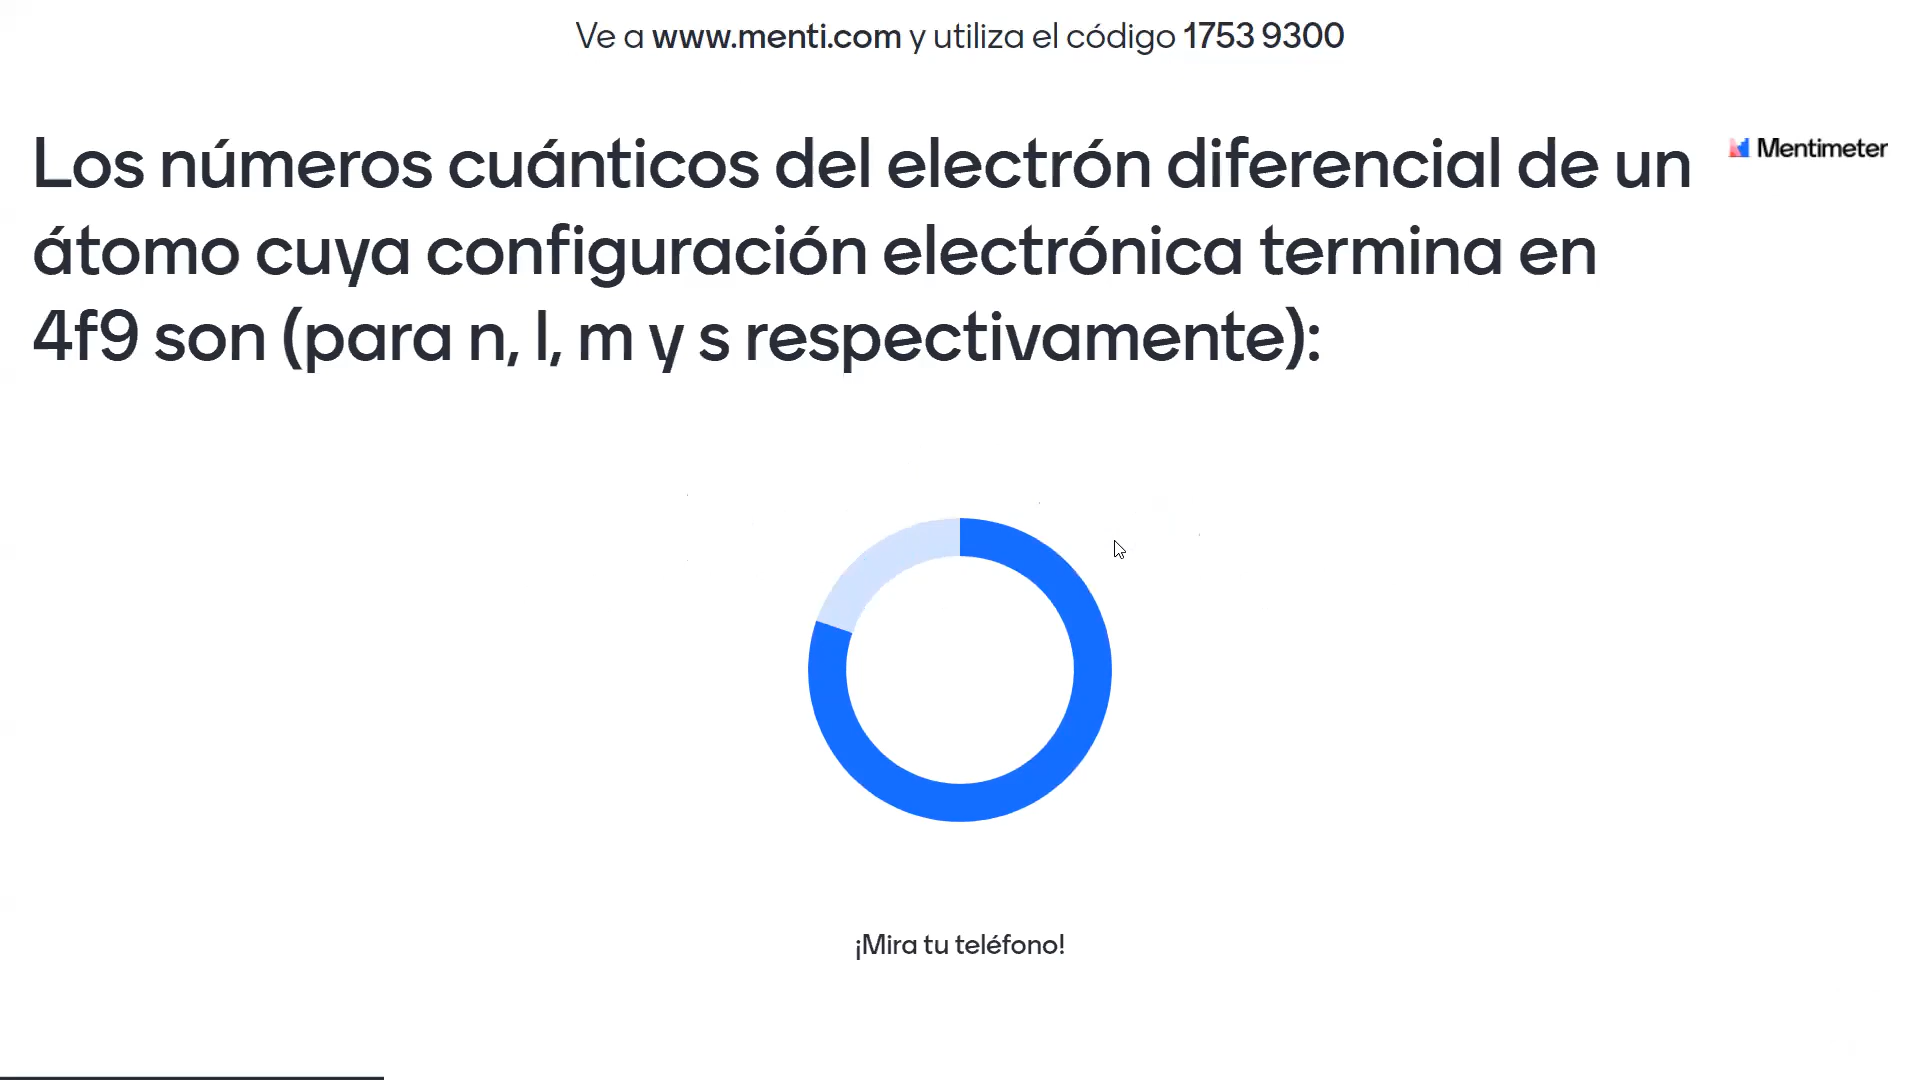 Ve a www.menti.com y utiliza el código 1753 9300
Los números cuánticos del electrón diferencial de un
átomo cuya configuración electrónica termina en
4f9 son (para n, l, m y s respectivamente):
Mentimeter
¡Mira tu teléfono!